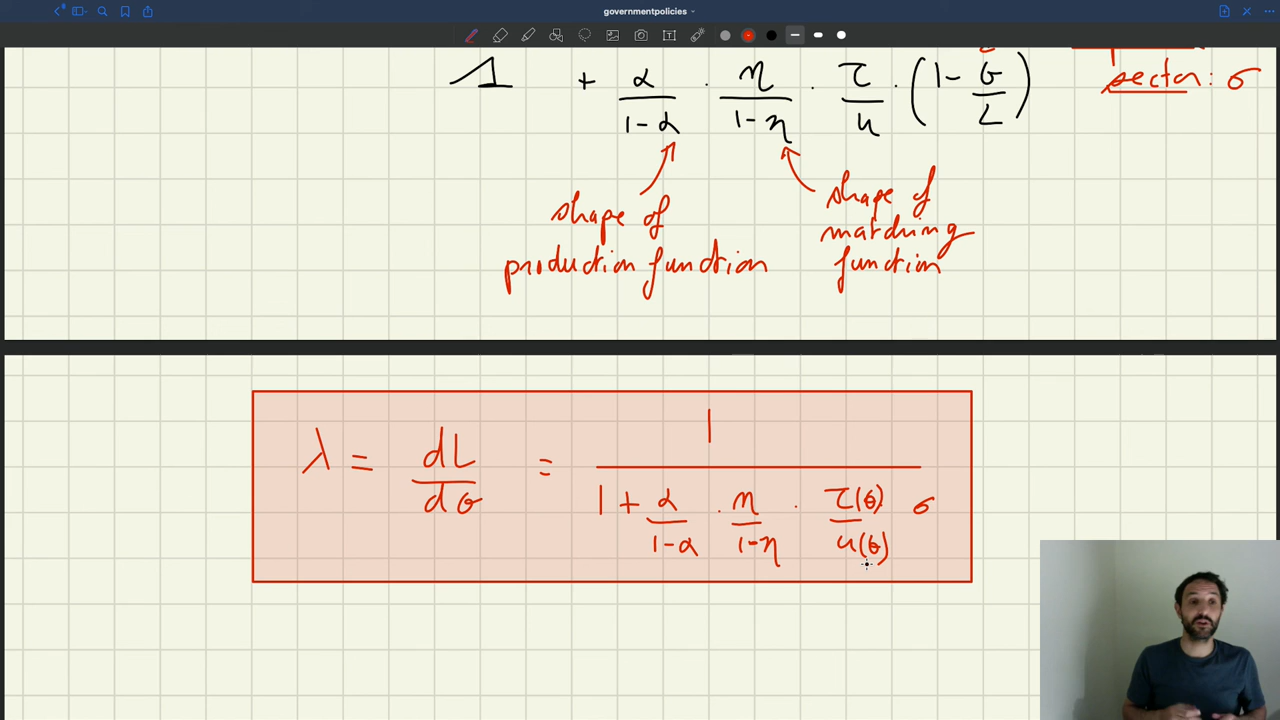 governmentpolicies
1 + α/(1-α) · η/(1-η) · τ/u · (1 - G/L)
sector: σ
shape of production function
shape of matching function
λ = dL/dG = 1/(1 + α/(1-α) · η/(1-η) · τ(θ)/u(θ) σ)